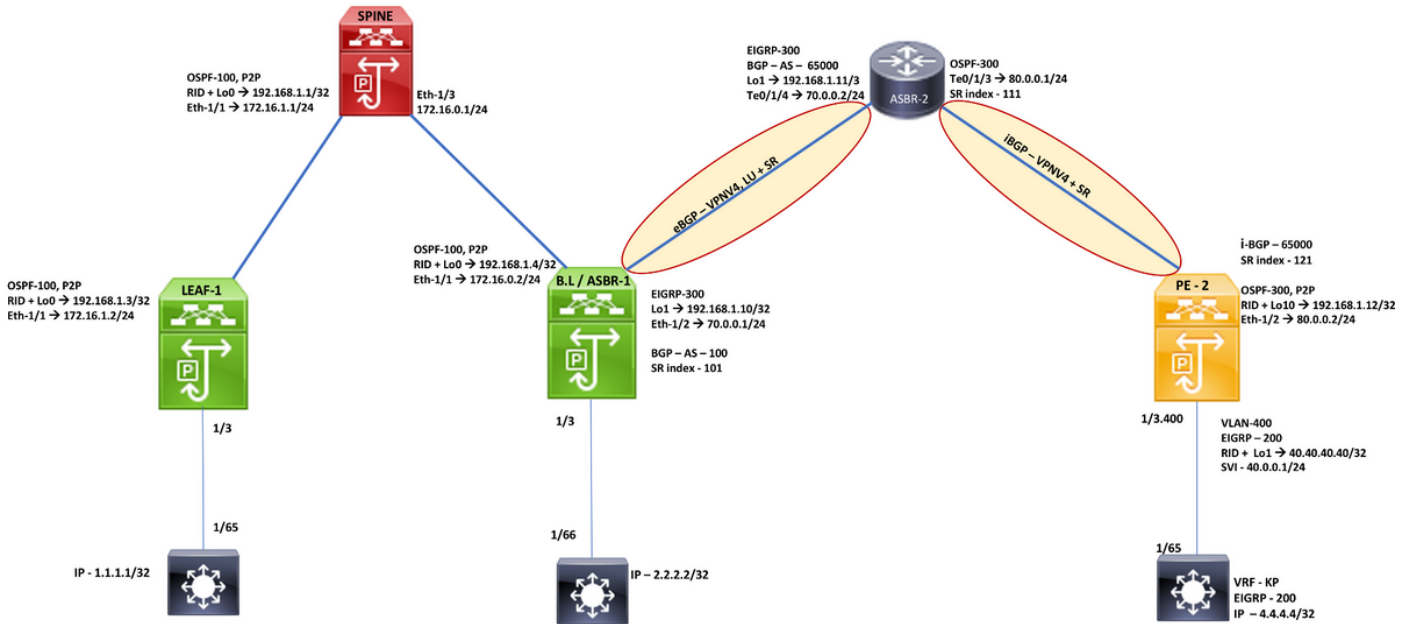 SPINE
OSPF-100, P2P
RID + Lo0 → 192.168.1.1/32
Eth-1/1 → 172.16.1.1/24
Eth-1/3
172.16.0.1/24
EIGRP-300
BGP – AS – 65000
Lo1 → 192.168.1.11/3
Te0/1/4 → 70.0.0.2/24
ASBR-2
OSPF-300
Te0/1/3 → 80.0.0.1/24
SR index - 111
eBGP – VPNV4, LU + SR
iBGP – VPNV4 + SR
OSPF-100, P2P
RID + Lo0 → 192.168.1.3/32
Eth-1/1 → 172.16.1.2/24
LEAF-1
OSPF-100, P2P
RID + Lo0 → 192.168.1.4/32
Eth-1/1 → 172.16.0.2/24
B.L / ASBR-1
EIGRP-300
Lo1 → 192.168.1.10/32
Eth-1/2 → 70.0.0.1/24
BGP – AS – 100
SR index - 101
i-BGP – 65000
SR index - 121
PE - 2
OSPF-300, P2P
RID + Lo10 → 192.168.1.12/32
Eth-1/2 → 80.0.0.2/24
1/3
1/3
1/3.400
VLAN-400
EIGRP – 200
RID + Lo1 → 40.40.40.40/32
SVI - 40.0.0.1/24
1/65
1/66
1/65
IP - 1.1.1.1/32
IP – 2.2.2.2/32
VRF - KP
EIGRP - 200
IP – 4.4.4.4/32
P
P
P
P